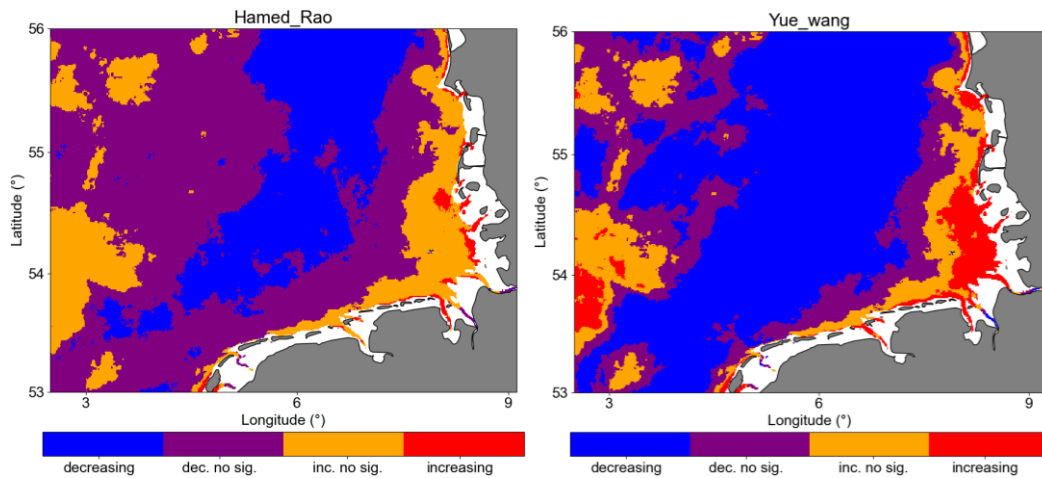 Hamed_Rao
56
55
54
53
Latitude (°)
3
6
9
Longitude (°)
decreasing
dec. no sig.
inc. no sig.
increasing
Yue_wang
56
55
54
53
Latitude (°)
3
6
9
Longitude (°)
decreasing
dec. no sig.
inc. no sig.
increasing